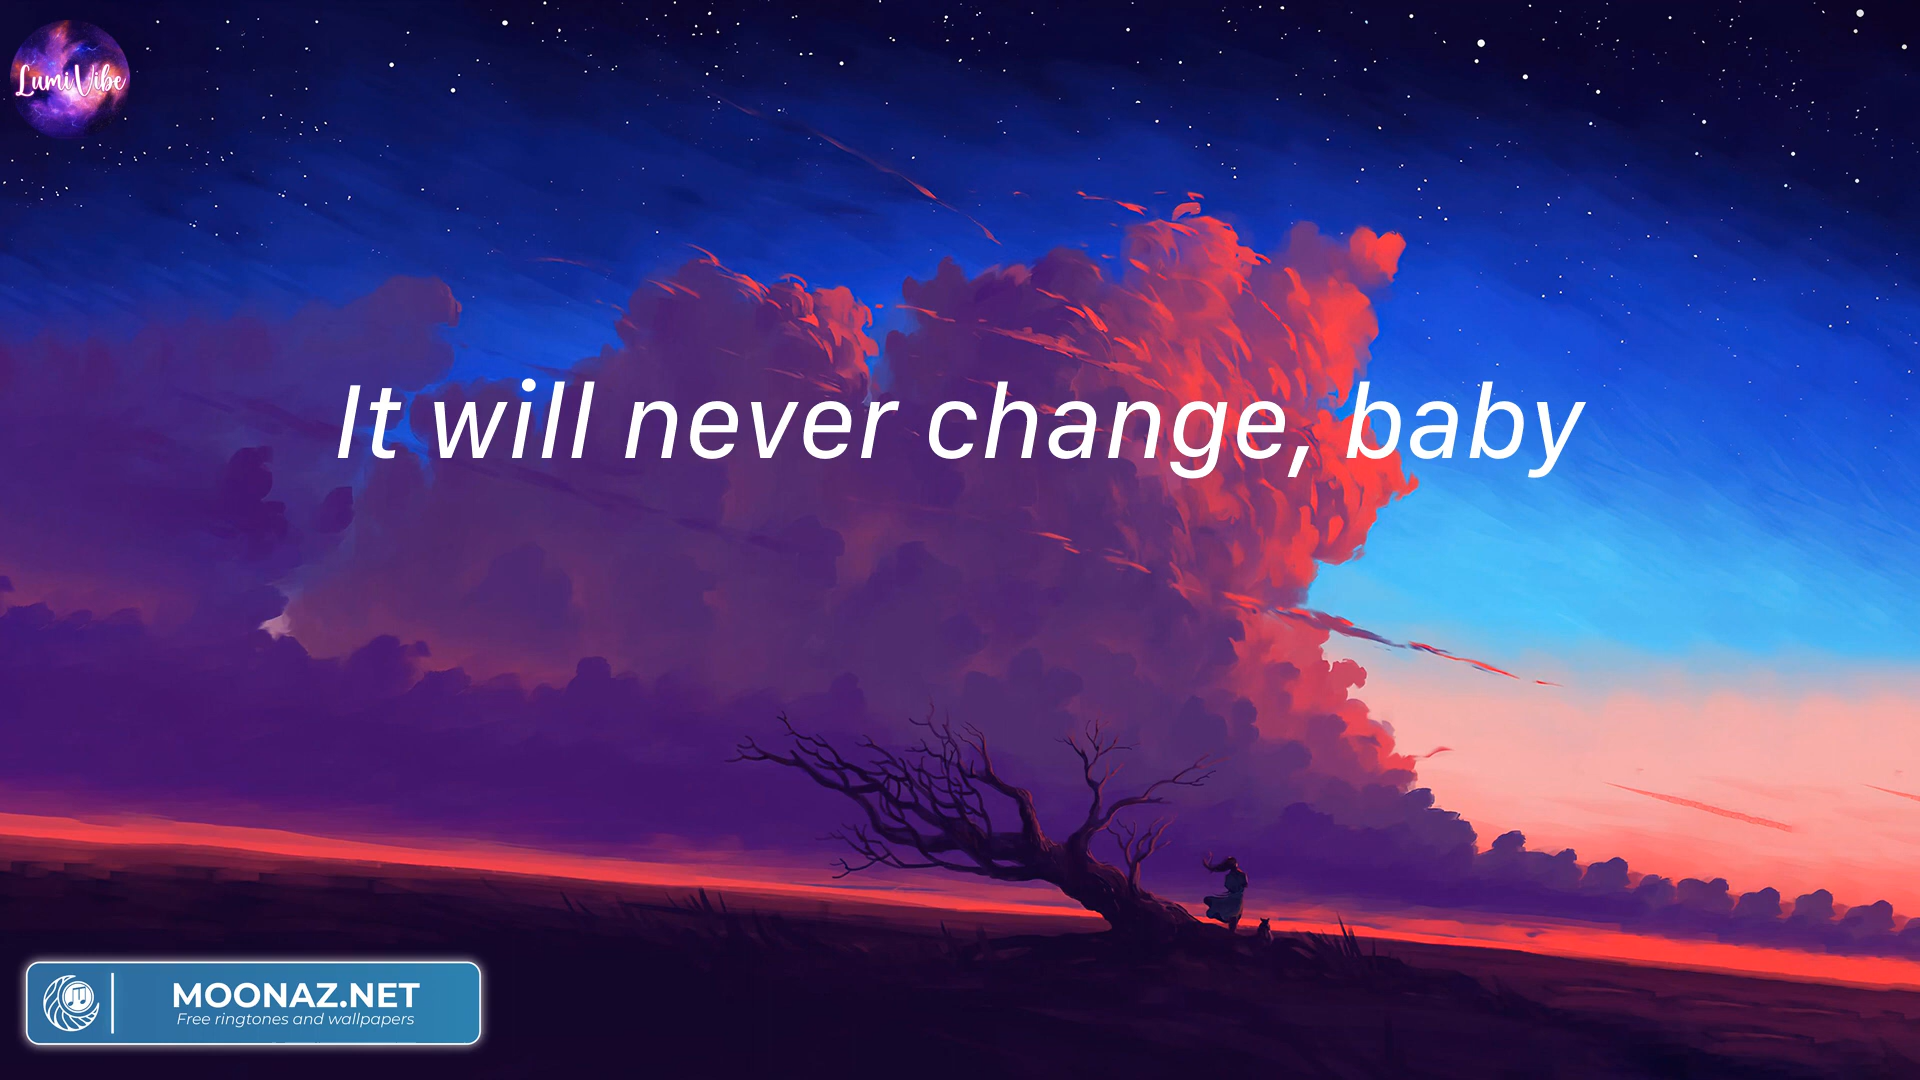 LumiVibe
It will never change, baby
MOONAZ.NET
Free ringtones and wallpapers